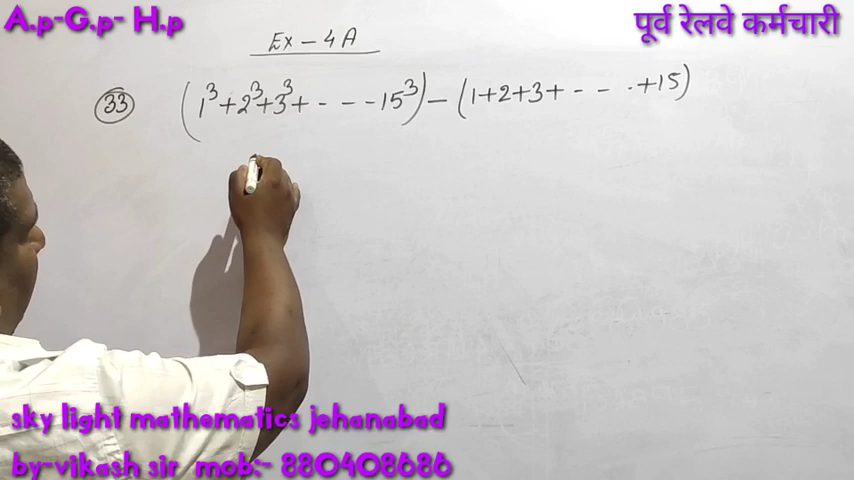 A.p-G.p- H.p
पूर्व रेलवे कर्मचारी
Ex - 4A
33 (1³+2³+3³+ - - - 15³) - (1+2+3+ - - . . +15)
sky light mathematics jehanabad
by-vikash sir mob:- 880408686